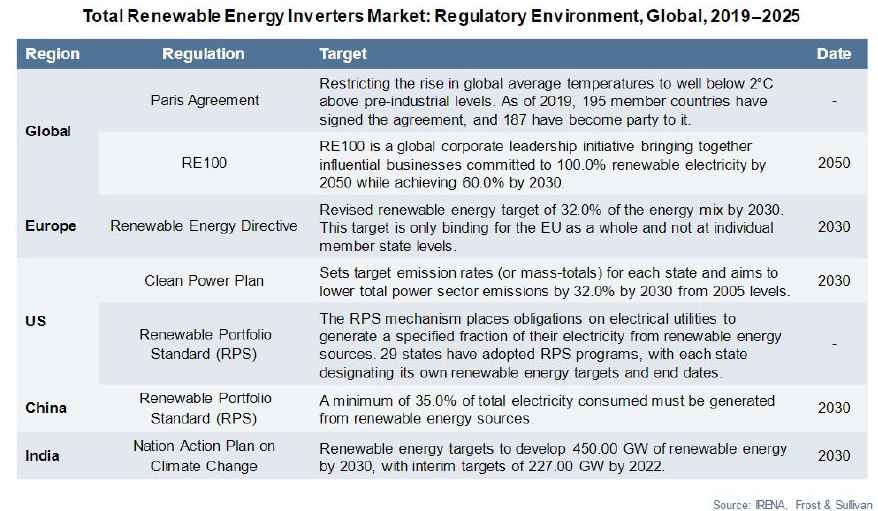 Total Renewable Energy Inverters Market: Regulatory Environment, Global, 2019–2025
Region Regulation Target Date
Global
Paris Agreement
Restricting the rise in global average temperatures to well below 2°C
above pre-industrial levels. As of 2019, 195 member countries have
signed the agreement, and 187 have become party to it.
-
RE100
RE100 is a global corporate leadership initiative bringing together
influential businesses committed to 100.0% renewable electricity by
2050 while achieving 60.0% by 2030.
2050
Europe
Renewable Energy Directive
Revised renewable energy target of 32.0% of the energy mix by 2030.
This target is only binding for the EU as a whole and not at individual
member state levels.
2030
US
Clean Power Plan
Sets target emission rates (or mass-totals) for each state and aims to
lower total power sector emissions by 32.0% by 2030 from 2005 levels.
2030
Renewable Portfolio
Standard (RPS)
The RPS mechanism places obligations on electrical utilities to
generate a specified fraction of their electricity from renewable energy
sources. 29 states have adopted RPS programs, with each state
designating its own renewable energy targets and end dates.
-
China
Renewable Portfolio
Standard (RPS)
A minimum of 35.0% of total electricity consumed must be generated
from renewable energy sources.
2030
India
Nation Action Plan on
Climate Change
Renewable energy targets to develop 450.00 GW of renewable energy
by 2030, with interim targets of 227.00 GW by 2022.
2030
Source: IRENA, Frost & Sullivan